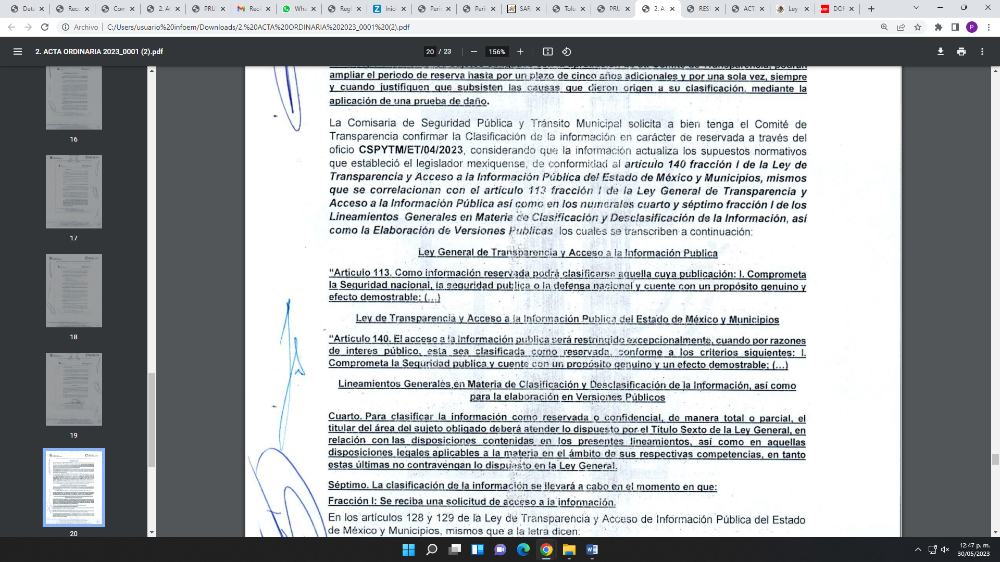 Deta
Recu
Com
2. AC
PRU
Recib
Wha
Regl
Inici
Perio
Perio
SAR
Tolu
PRU
2. AC
RESI
ACTA
Ley
DOF
DOF
Archivo
C:/Users/usuario%20infoem/Downloads/2.%20ACTA%20ORDINARIA%202023_0001%20(2).pdf
P
2. ACTA ORDINARIA 2023_0001 (2).pdf
20 / 23
156%
16
17
18
19
20
ampliar el periodo de reserva hasta por un plazo de cinco años adicionales y por una sola vez, siempre
y cuando justifiquen que subsisten las causas que dieron origen a su clasificación, mediante la
aplicación de una prueba de daño.
La Comisaria de Seguridad Pública y Tránsito Municipal solicita a bien tenga el Comité de
Transparencia confirmar la Clasificación de la información en carácter de reservada a través del
oficio CSPYTM/ET/04/2023, considerando que la información actualiza los supuestos normativos
que estableció el legislador mexiquense, de conformidad al artículo 140 fracción I de la Ley de
Transparencia y Acceso a la Información Pública del Estado de México y Municipios, mismos
que se correlacionan con el artículo 113 fracción I de la Ley General de Transparencia y
Acceso a la Información Pública así como en los numerales cuarto y séptimo fracción I de los
Lineamientos Generales en Materia de Clasificación y Desclasificación de la Información, así
como la Elaboración de Versiones Publicas los cuales se transcriben a continuación:
Ley General de Transparencia y Acceso a la Información Publica
“Articulo 113. Como información reservada podrá clasificarse aquella cuya publicación: I. Comprometa
la Seguridad nacional, la seguridad publica o la defensa nacional y cuente con un propósito genuino y
efecto demostrable; (...)
Ley de Transparencia y Acceso a la Información Publica del Estado de México y Municipios
“Articulo 140. El acceso a la Información publica será restringido excepcionalmente, cuando por razones
de interes público, esta sea clasificada como reservada, conforme a los criterios siguientes: I.
Comprometa la Seguridad publica y cuente con un propósito genuino y un efecto demostrable; (...)
Lineamientos Generales en Materia de Clasificación y Desclasificación de la Información, así como
para la elaboración en Versiones Públicos
Cuarto. Para clasificar la información como reservada o confidencial, de manera total o parcial, el
titular del área del sujeto obligado deberá atender lo dispuesto por el Título Sexto de la Ley General, en
relación con las disposiciones contenidas en los presentes lineamientos, así como en aquellas
disposiciones legales aplicables a la materia en el ámbito de sus respectivas competencias, en tanto
estas últimas no contravengan lo dispuesto en la Ley General.
Séptimo. La clasificación de la información se llevará a cabo en el momento en que:
Fracción I: Se reciba una solicitud de acceso a la información.
En los artículos 128 y 129 de la Ley de Transparencia y Acceso de Información Pública del Estado
de México y Municipios, mismos que a la letra dicen:
12:47 p. m.
30/05/2023